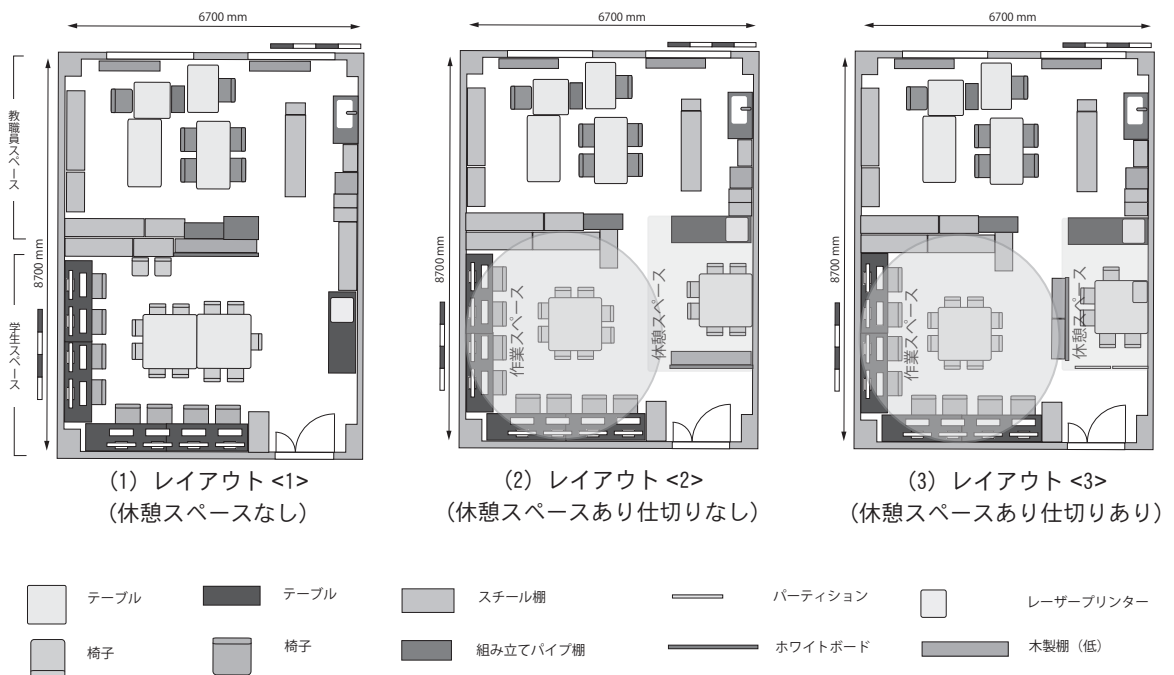 6700 mm
6700 mm
6700 mm
教職員スペース
学生スペース
8700 mm
8700 mm
8700 mm
作業スペース
休憩スペース
作業スペース
休憩スペース
(1) レイアウト<1>
(休憩スペースなし)
(2) レイアウト<2>
(休憩スペースあり仕切りなし)
(3) レイアウト<3>
(休憩スペースあり仕切りあり)
テーブル
テーブル
スチール棚
パーティション
レーザープリンター
椅子
椅子
組み立てパイプ棚
ホワイトボード
木製棚(低)